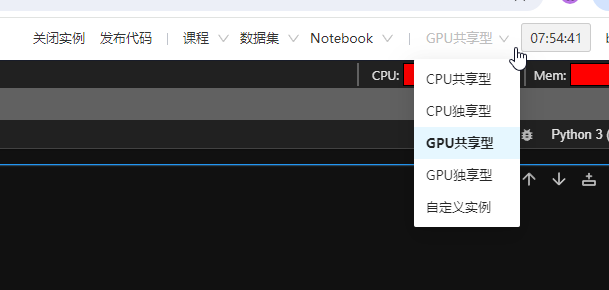 关闭实例 发布代码 | 课程 数据集 Notebook | GPU共享型 07:54:41
CPU: Mem:
CPU共享型
CPU独享型
GPU共享型
Python 3 (
GPU独享型
自定义实例